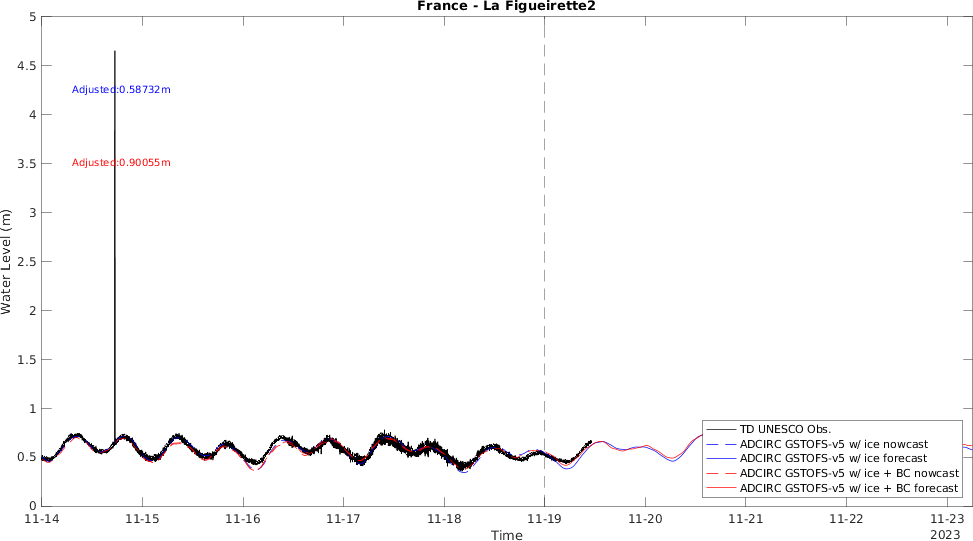 France - La Figueirette2
5
4.5
4
3.5
3
2.5
2
1.5
1
0.5
0
Water Level (m)
Adjusted:0.58732m
Adjusted:0.90055m
TD UNESCO Obs.
ADCIRC GSTOFS-v5 w/ ice nowcast
ADCIRC GSTOFS-v5 w/ ice forecast
ADCIRC GSTOFS-v5 w/ ice + BC nowcast
ADCIRC GSTOFS-v5 w/ ice + BC forecast
11-14 11-15 11-16 11-17 11-18 11-19 11-20 11-21 11-22 11-23
Time
2023